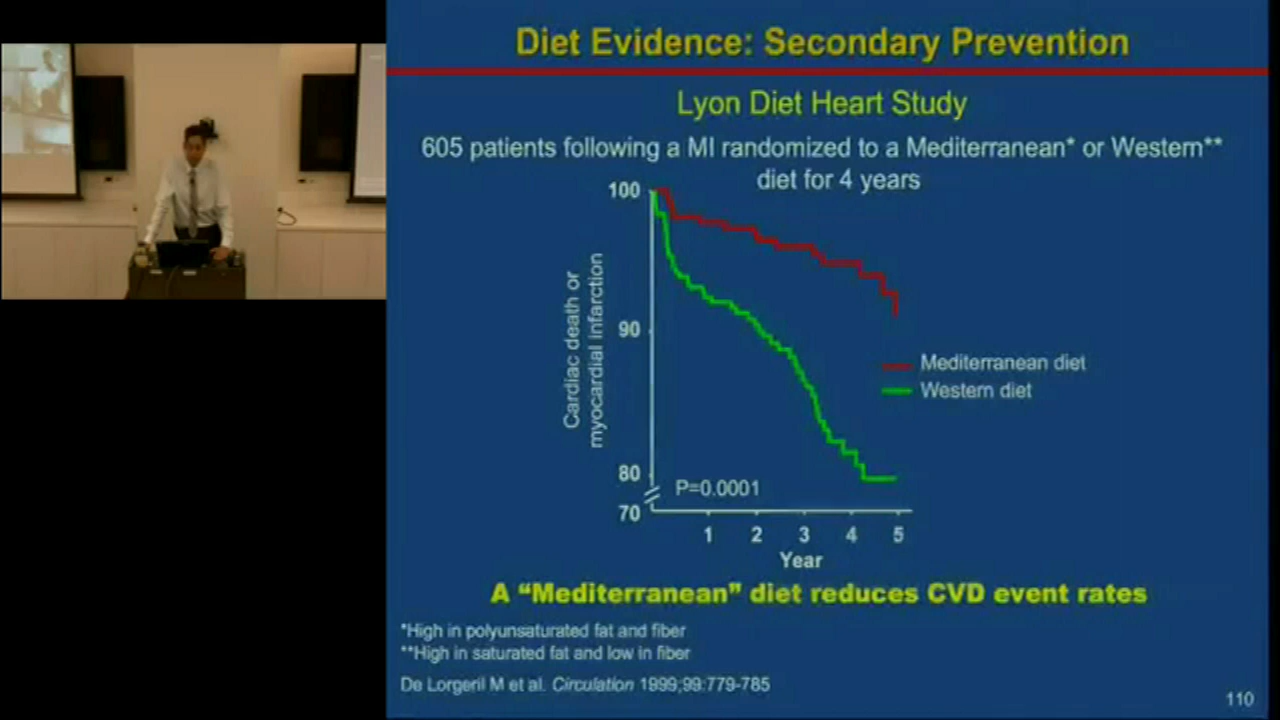 Diet Evidence: Secondary Prevention
Lyon Diet Heart Study
605 patients following a MI randomized to a Mediterranean* or Western**
diet for 4 years
100
90
80
70
Cardiac death or
myocardial infarction
Mediterranean diet
Western diet
P=0.0001
1 2 3 4 5
Year
A “Mediterranean” diet reduces CVD event rates
*High in polyunsaturated fat and fiber
**High in saturated fat and low in fiber
De Lorgeril M et al. Circulation 1999;99:779-785
110